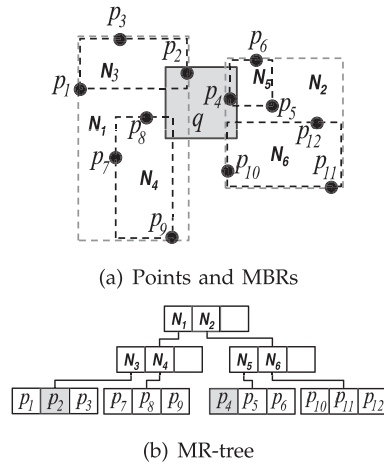 p3
p2
p6
N3
N5
N2
p1
p4
p5
N1
p8
q
p12
p7
N4
N6
p10
p11
p9
(a) Points and MBRs
N1 N2
N3 N4 N5 N6
p1 p2 p3 p7 p8 p9 p4 p5 p6 p10 p11 p12
(b) MR-tree